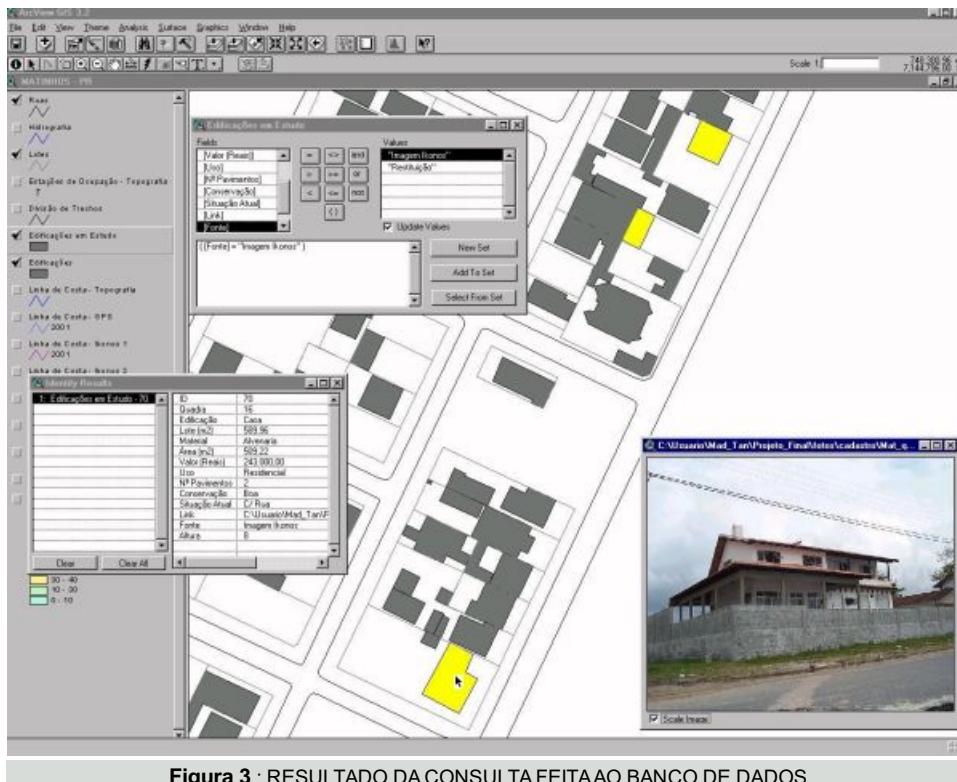 ArcView GIS 3.2
File Edit View Theme Analysis Surface Graphics Window Help
Scale 1:
MATINHOS - PR
Ruas
Hidrografia
Lotes
Estações de Ocupação - Topografia
Divisão de Trechos
Edificações em Estudo
Edificações
Linha de Costa- Topografia
Linha de Costa- GPS
2001
Linha de Costa- Ikonos 1
2001
Linha de Costa- Ikonos 2
30 - 40
10 - 30
0 - 10
Edificações em Estudo
Fields
Values
[Valor (Reais)]
[Uso]
[Nº Pavimentos]
[Conservação]
[Situação Atual]
[Link]
[Fonte]
= <> and
> >= or
< <= not
( )
"Imagem Ikonos"
"Restituição"
Update Values
( [Fonte] = "Imagem Ikonos" )
New Set
Add To Set
Select From Set
Identify Results
1: Edificações em Estudo - 70
ID 70
Quadra 16
Edificação Casa
Lote (m2) 589,96
Material Alvenaria
Área (m2) 509,22
Valor (Reais) 243.000,00
Uso Residencial
Nº Pavimentos 2
Conservação Boa
Situação Atual C/ Rua
Link C:\Usuario\Mad_Tan\P
Fonte Imagem Ikonos
Altura 8
Clear
Clear All
C:\Usuario\Mad_Tan\Projeto_Final\fotos\cadastro\Mat_q...
Scale Image
Figura 3 : RESULTADO DA CONSULTA FEITA AO BANCO DE DADOS